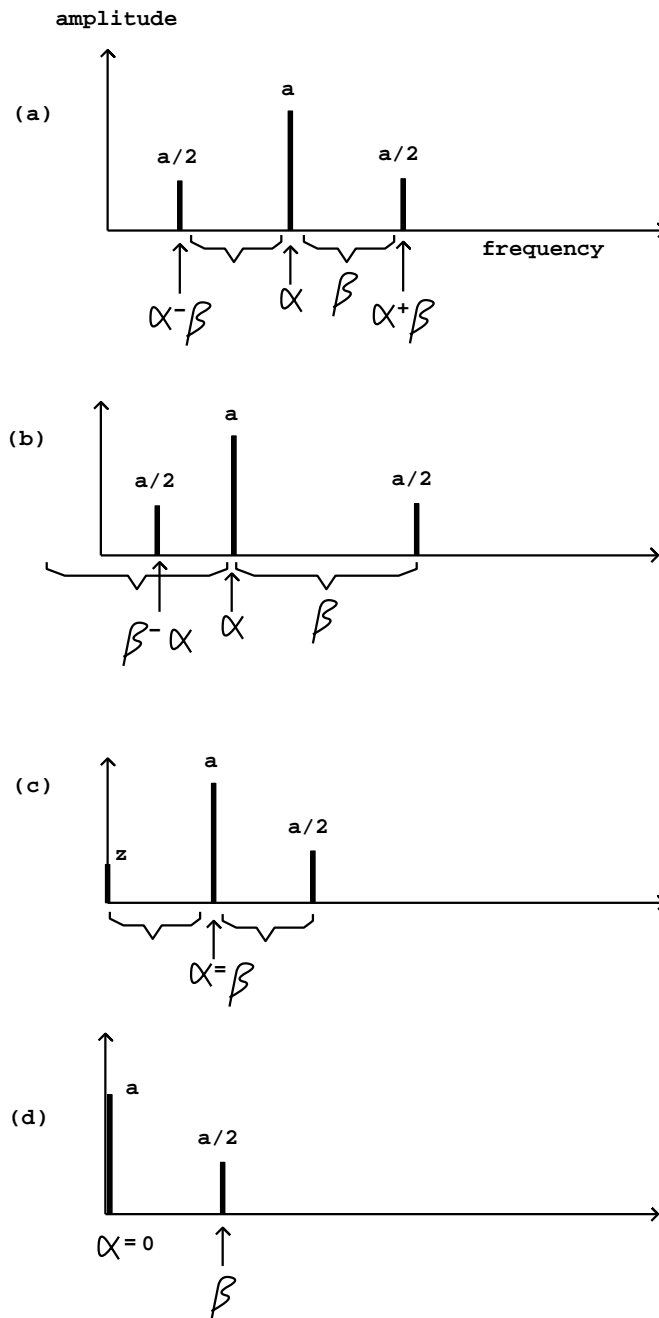 amplitude
(a)
a
a/2
a/2
frequency
α-β
α
β
α+β
(b)
a
a/2
a/2
β-α
α
β
(c)
a
a/2
z
α=β
(d)
a
a/2
α=0
β